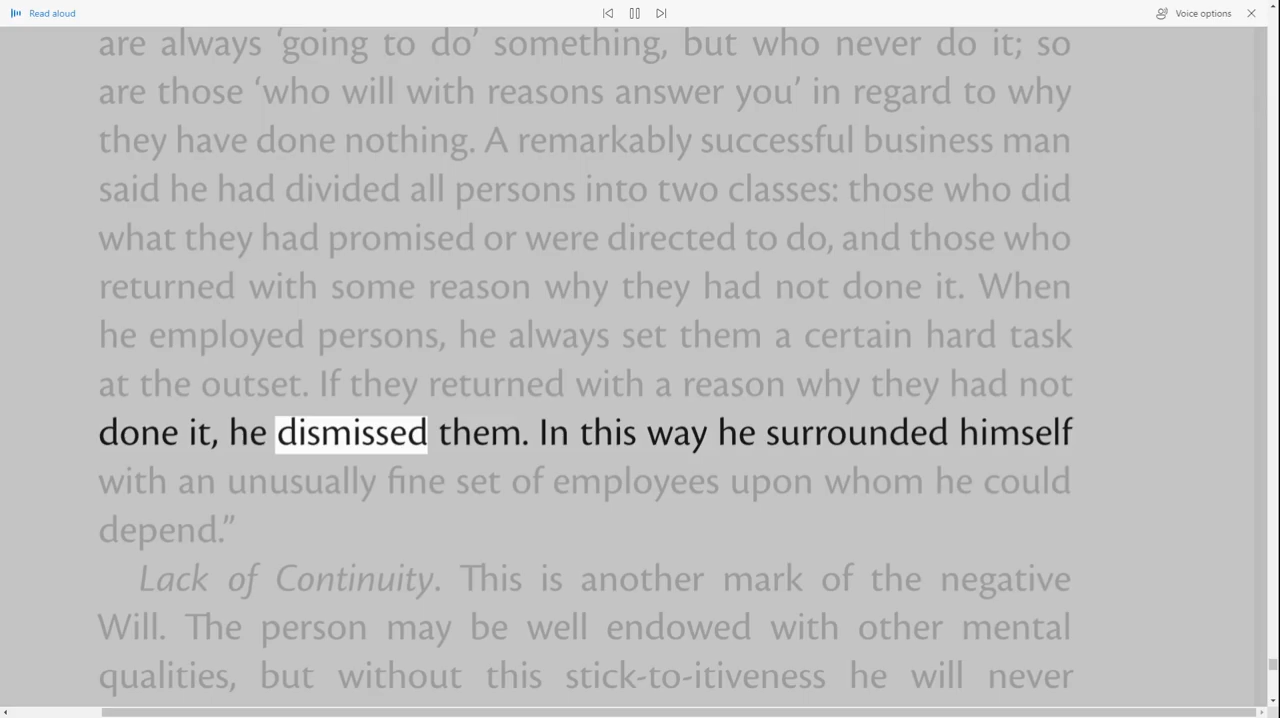 Read aloud
Voice options
are always ‘going to do’ something, but who never do it; so
are those ‘who will with reasons answer you’ in regard to why
they have done nothing. A remarkably successful business man
said he had divided all persons into two classes: those who did
what they had promised or were directed to do, and those who
returned with some reason why they had not done it. When
he employed persons, he always set them a certain hard task
at the outset. If they returned with a reason why they had not
done it, he dismissed them. In this way he surrounded himself
with an unusually fine set of employees upon whom he could
depend.”
Lack of Continuity. This is another mark of the negative
Will. The person may be well endowed with other mental
qualities, but without this stick-to-itiveness he will never